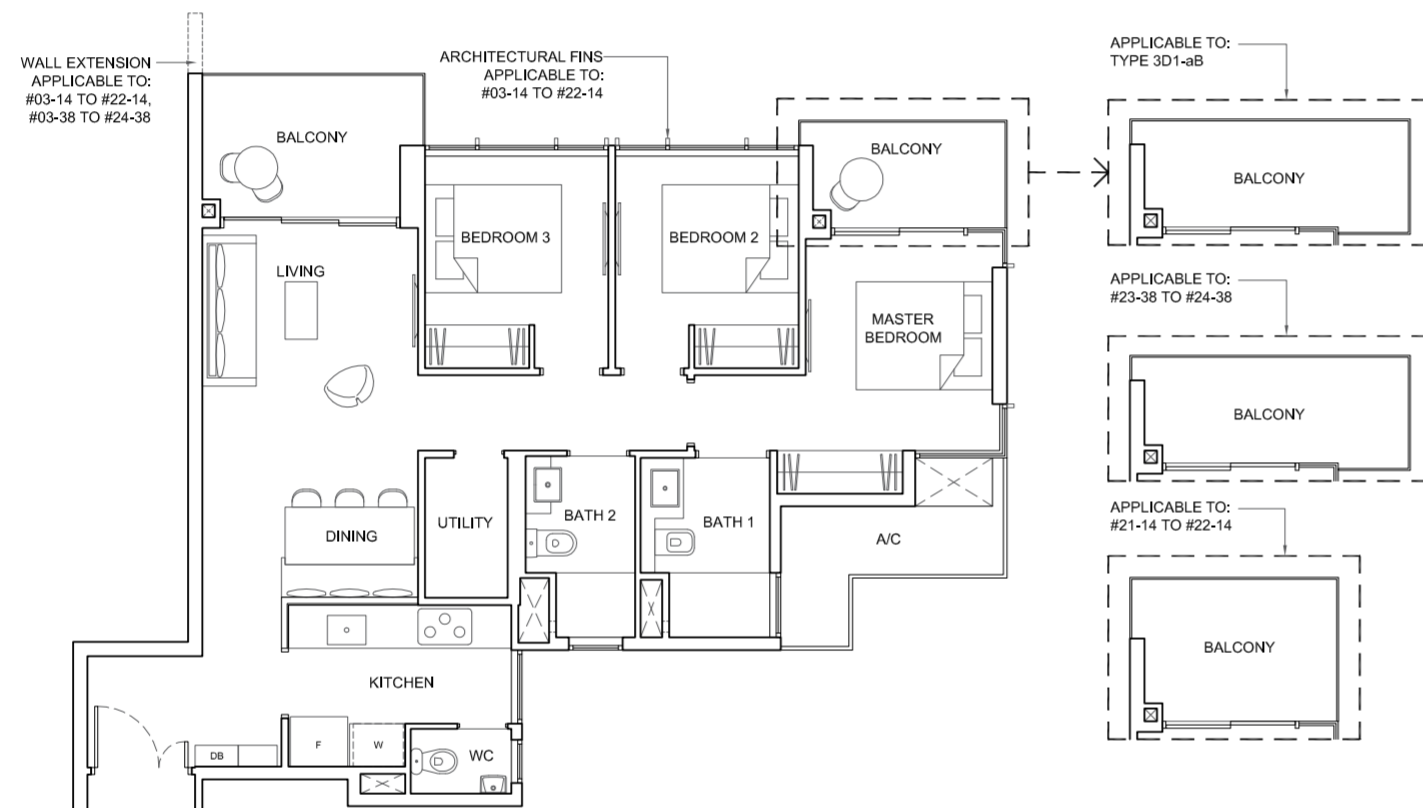 WALL EXTENSION
APPLICABLE TO:
#03-14 TO #22-14,
#03-38 TO #24-38
ARCHITECTURAL FINS
APPLICABLE TO:
#03-14 TO #22-14
APPLICABLE TO:
TYPE 3D1-aB
BALCONY
BALCONY
BALCONY
BEDROOM 3
BEDROOM 2
LIVING
APPLICABLE TO:
#23-38 TO #24-38
MASTER
BEDROOM
BALCONY
APPLICABLE TO:
#21-14 TO #22-14
DINING
UTILITY
BATH 2
BATH 1
A/C
BALCONY
KITCHEN
DB
F
W
WC